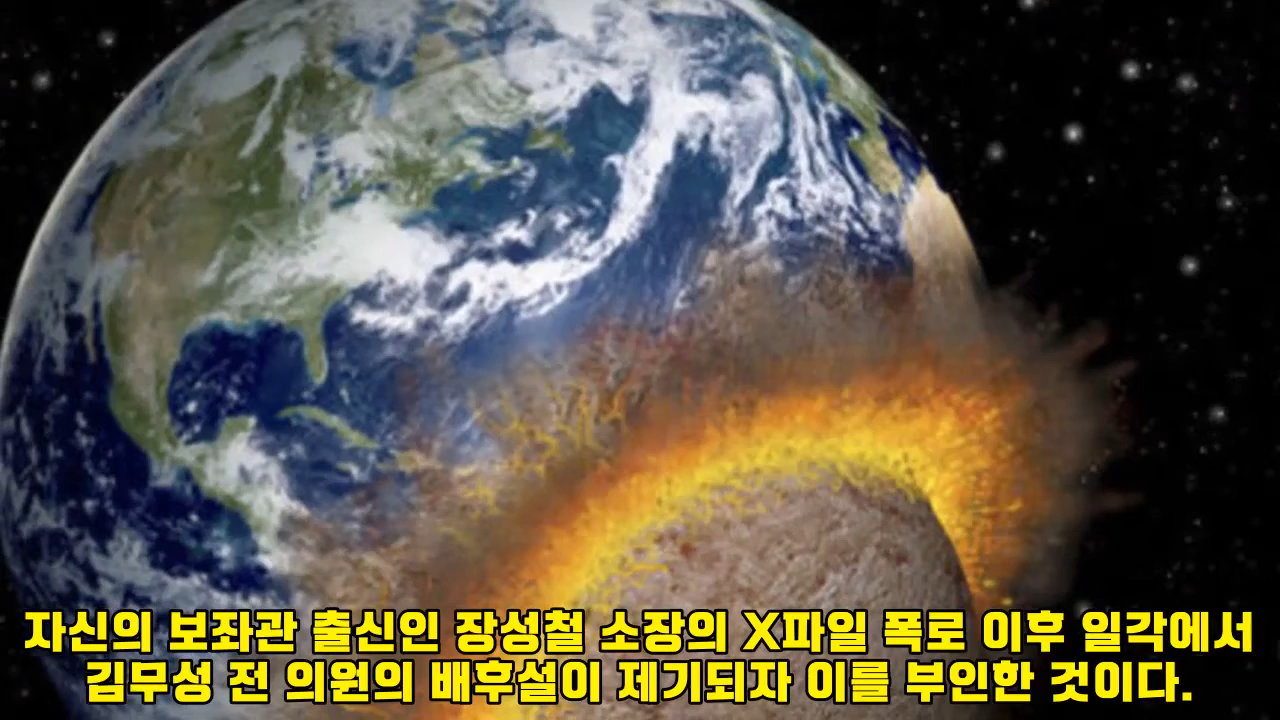 자신의 보좌관 출신인 장성철 소장의 X파일 폭로 이후 일각에서
김무성 전 의원의 배후설이 제기되자 이를 부인한 것이다.